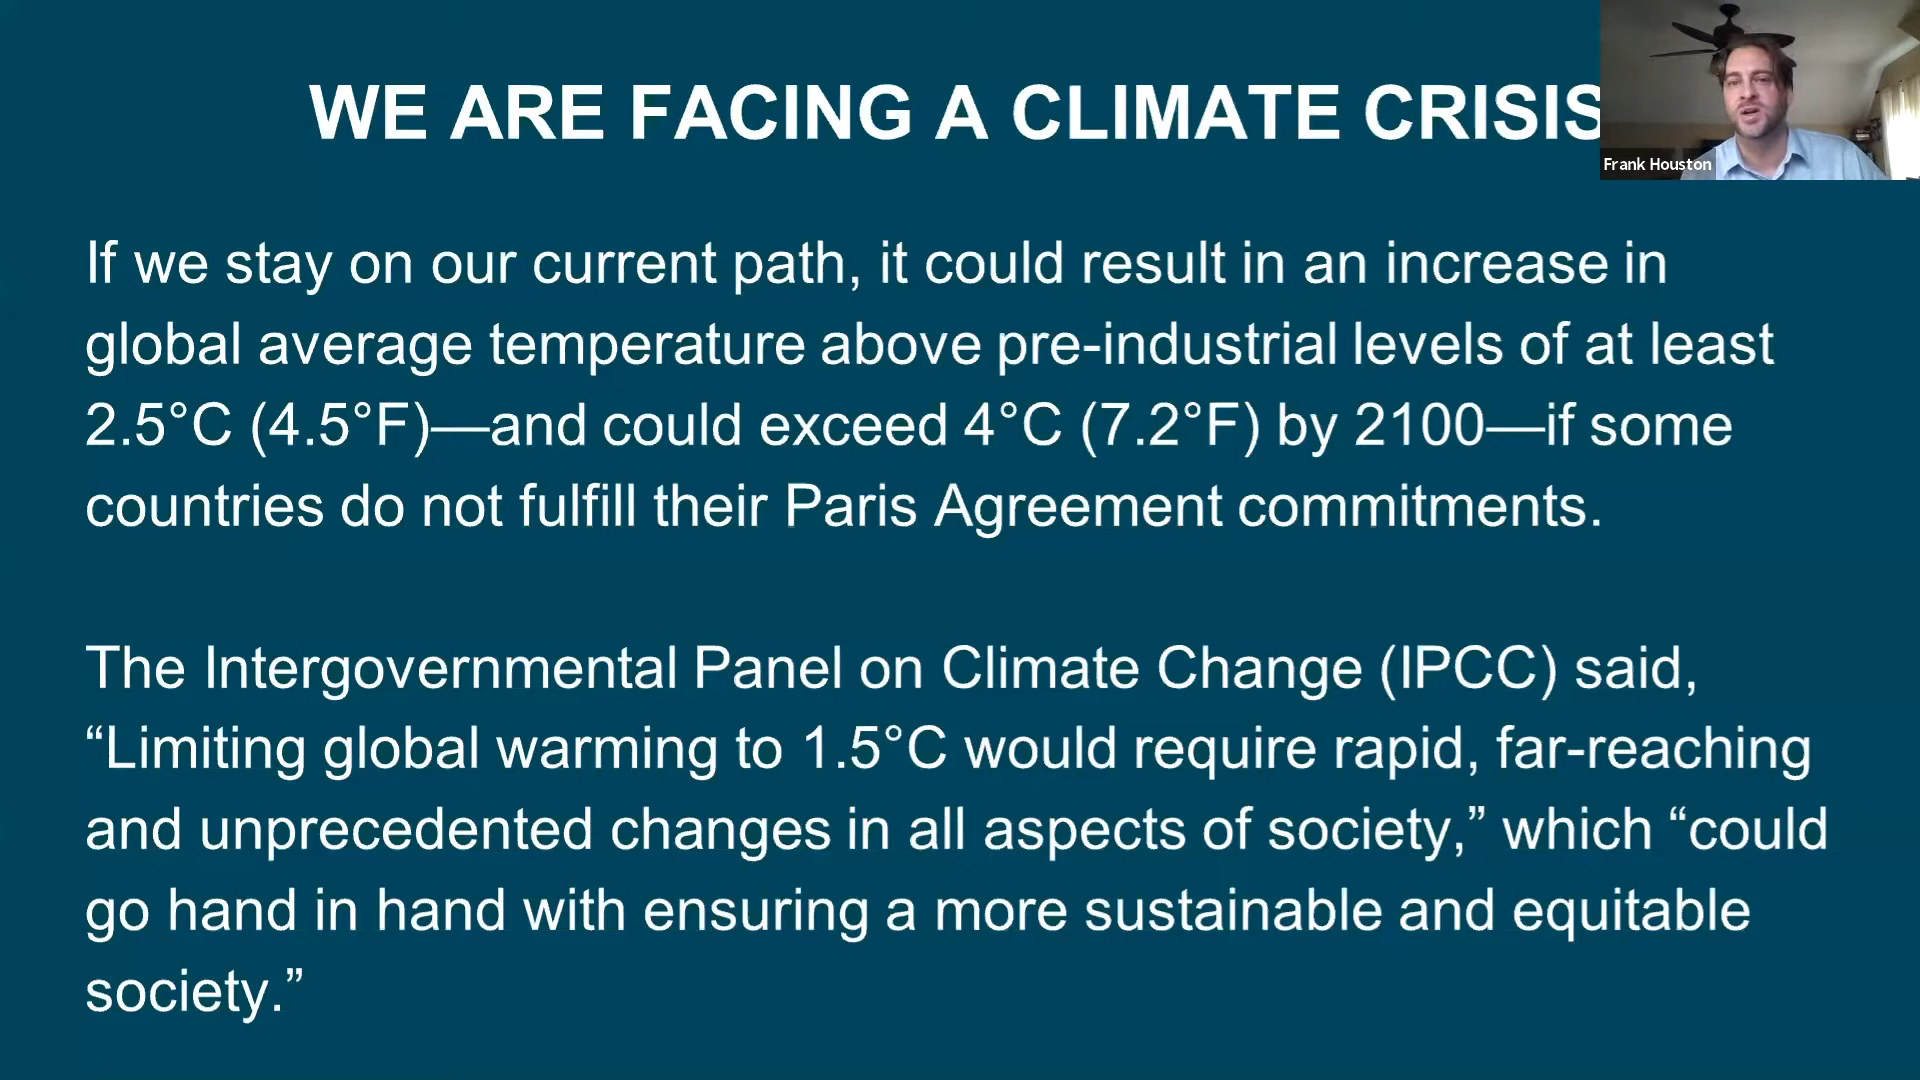 WE ARE FACING A CLIMATE CRISIS
Frank Houston
If we stay on our current path, it could result in an increase in
global average temperature above pre-industrial levels of at least
2.5°C (4.5°F)—and could exceed 4°C (7.2°F) by 2100—if some
countries do not fulfill their Paris Agreement commitments.
The Intergovernmental Panel on Climate Change (IPCC) said,
“Limiting global warming to 1.5°C would require rapid, far-reaching
and unprecedented changes in all aspects of society,” which “could
go hand in hand with ensuring a more sustainable and equitable
society.”